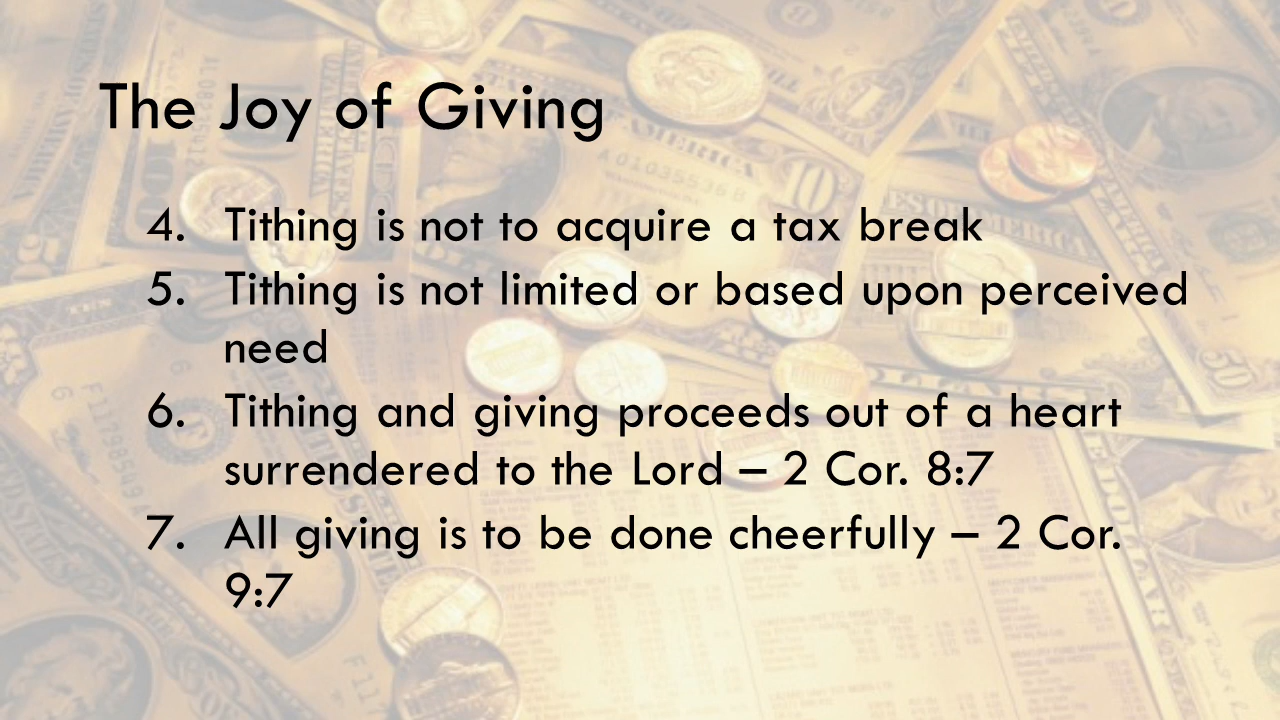 The Joy of Giving
4. Tithing is not to acquire a tax break
5. Tithing is not limited or based upon perceived
need
6. Tithing and giving proceeds out of a heart
surrendered to the Lord – 2 Cor. 8:7
7. All giving is to be done cheerfully – 2 Cor.
9:7